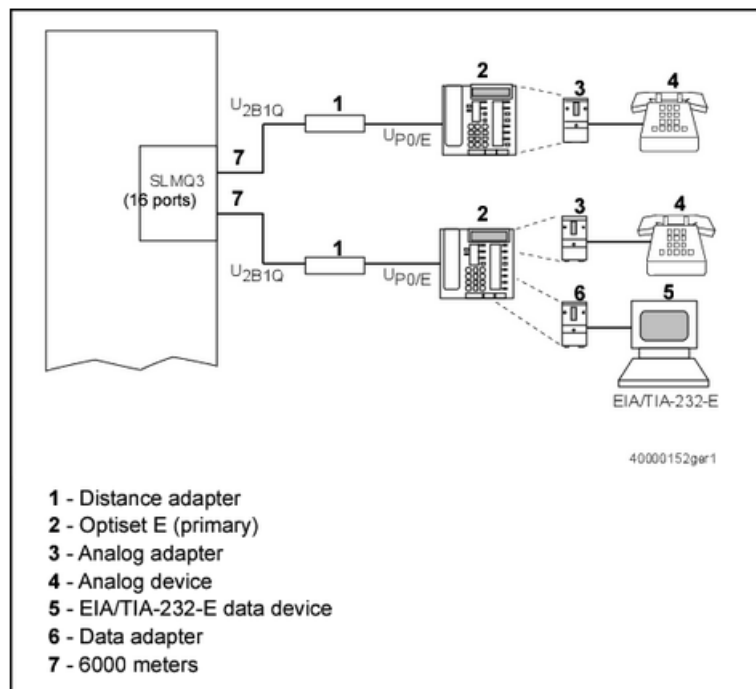 2
3
4
U2B1Q
1
UP0/E
7
SLMQ3
(16 ports)
7
2
3
4
1
U2B1Q
UP0/E
6
5
EIA/TIA-232-E
40000152ger1
1 - Distance adapter
2 - Optiset E (primary)
3 - Analog adapter
4 - Analog device
5 - EIA/TIA-232-E data device
6 - Data adapter
7 - 6000 meters